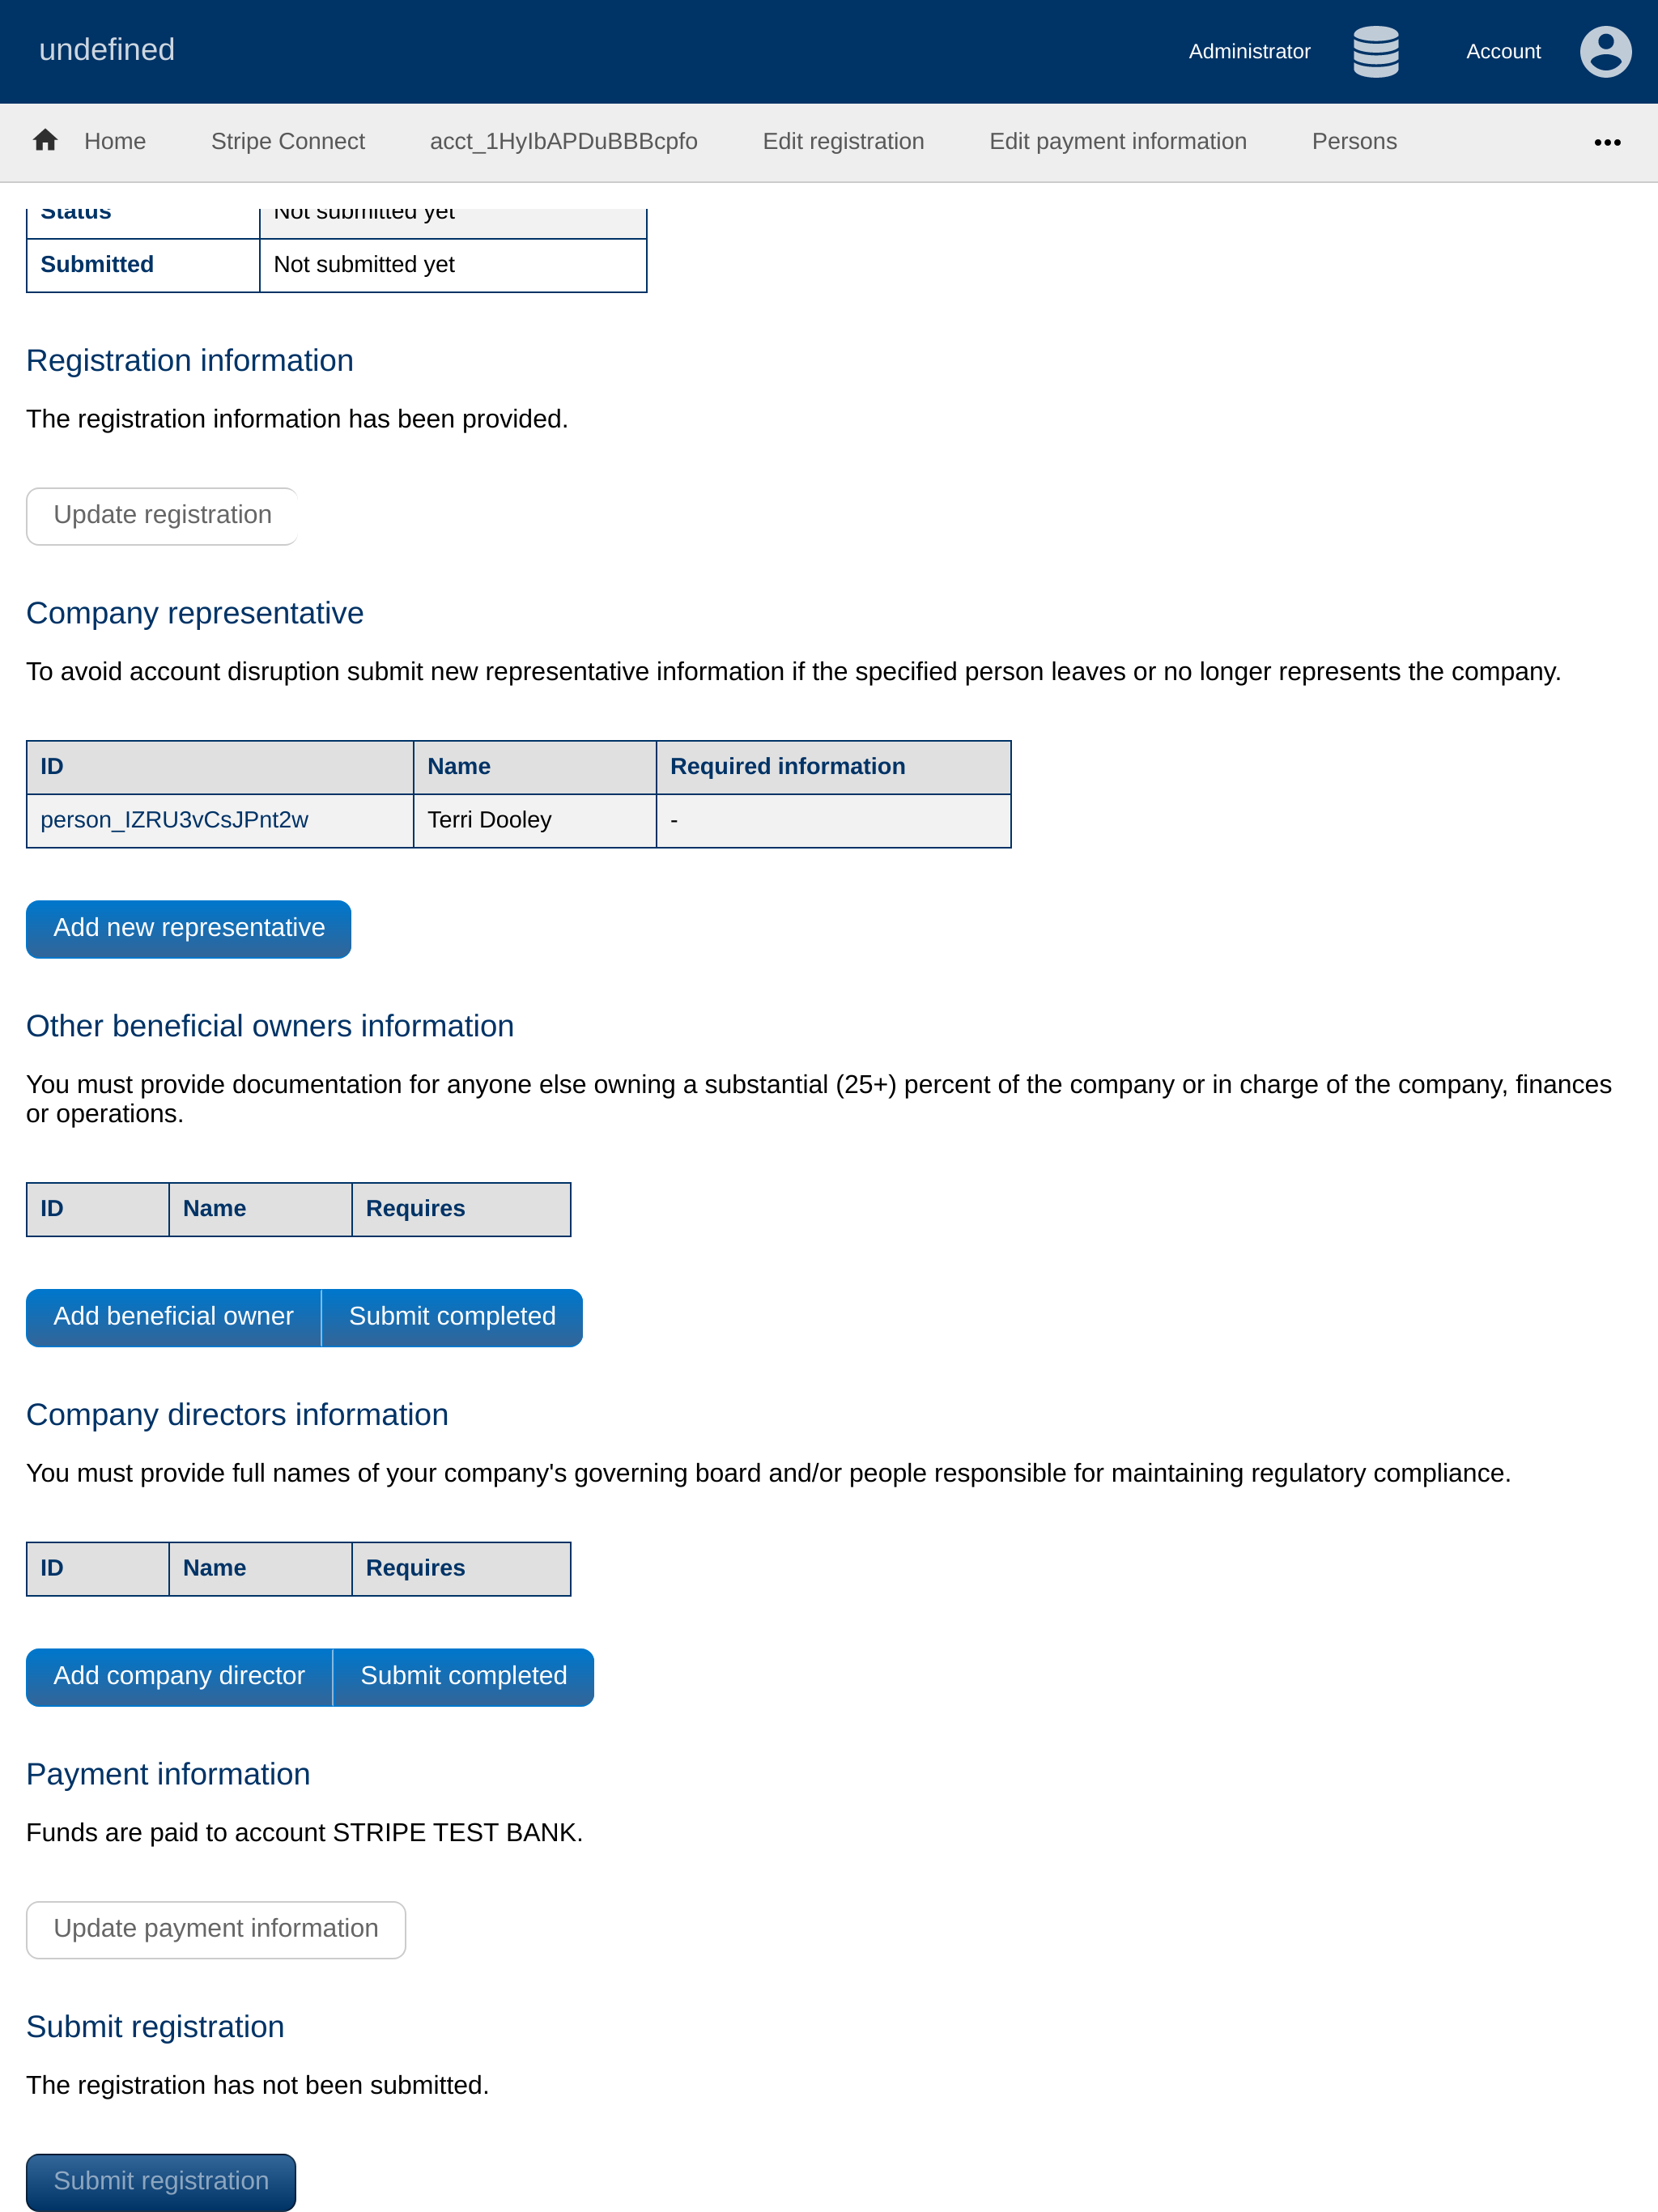 undefined
Administrator
Account
Home
Stripe Connect
acct_1HyIbAPDuBBBcpfo
Edit registration
Edit payment information
Persons
Status Not submitted yet
Submitted Not submitted yet
Registration information
The registration information has been provided.
Update registration
Company representative
To avoid account disruption submit new representative information if the specified person leaves or no longer represents the company.
ID Name Required information
person_IZRU3vCsJPnt2w Terri Dooley -
Add new representative
Other beneficial owners information
You must provide documentation for anyone else owning a substantial (25+) percent of the company or in charge of the company, finances
or operations.
ID Name Requires
Add beneficial owner Submit completed
Company directors information
You must provide full names of your company's governing board and/or people responsible for maintaining regulatory compliance.
ID Name Requires
Add company director Submit completed
Payment information
Funds are paid to account STRIPE TEST BANK.
Update payment information
Submit registration
The registration has not been submitted.
Submit registration